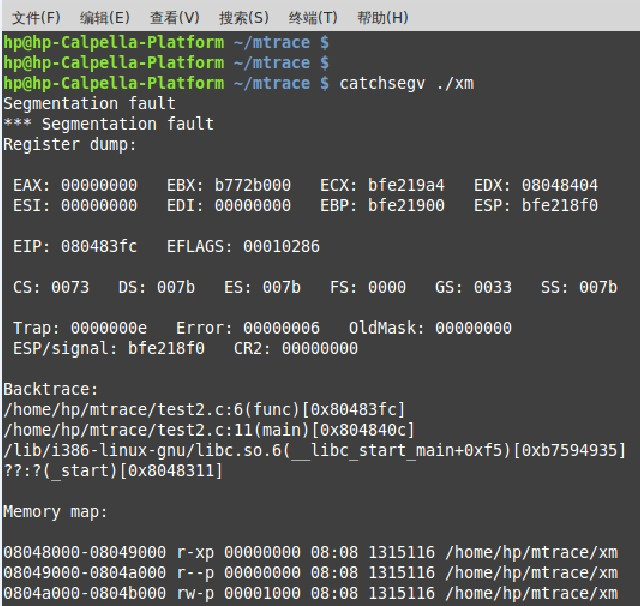 文件(F) 编辑(E) 查看(V) 搜索(S) 终端(T) 帮助(H)
hp@hp-Calpella-Platform ~/mtrace $
hp@hp-Calpella-Platform ~/mtrace $
hp@hp-Calpella-Platform ~/mtrace $ catchsegv ./xm
Segmentation fault
*** Segmentation fault
Register dump:
EAX: 00000000 EBX: b772b000 ECX: bfe219a4 EDX: 08048404
ESI: 00000000 EDI: 00000000 EBP: bfe21900 ESP: bfe218f0
EIP: 080483fc EFLAGS: 00010286
CS: 0073 DS: 007b ES: 007b FS: 0000 GS: 0033 SS: 007b
Trap: 0000000e Error: 00000006 OldMask: 00000000
ESP/signal: bfe218f0 CR2: 00000000
Backtrace:
/home/hp/mtrace/test2.c:6(func)[0x80483fc]
/home/hp/mtrace/test2.c:11(main)[0x804840c]
/lib/i386-linux-gnu/libc.so.6(__libc_start_main+0xf5)[0xb7594935]
??:?(_start)[0x8048311]
Memory map:
08048000-08049000 r-xp 00000000 08:08 1315116 /home/hp/mtrace/xm
08049000-0804a000 r--p 00000000 08:08 1315116 /home/hp/mtrace/xm
0804a000-0804b000 rw-p 00001000 08:08 1315116 /home/hp/mtrace/xm